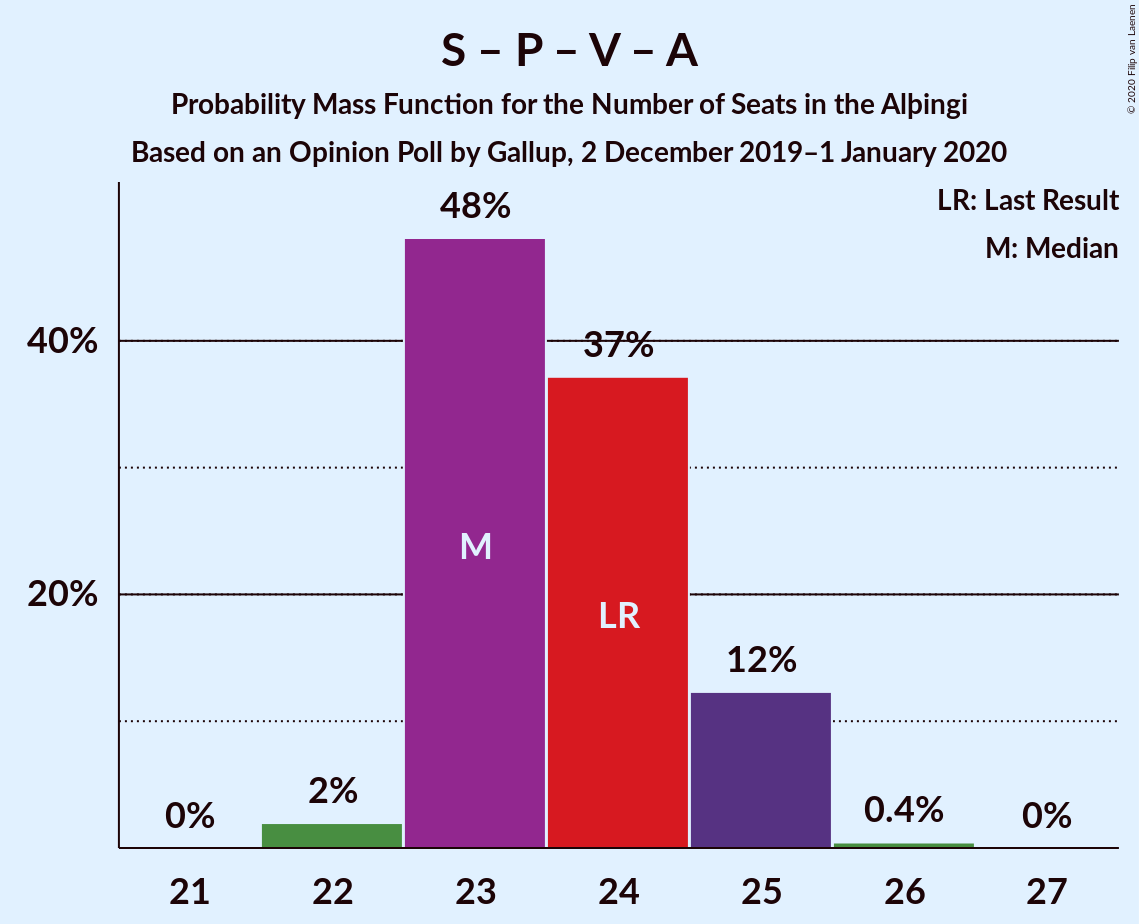 S – P – V – A
Probability Mass Function for the Number of Seats in the Alþingi
Based on an Opinion Poll by Gallup, 2 December 2019–1 January 2020
© 2020 Filip van Laenen
LR: Last Result
M: Median
48%
37%
12%
2%
0%
0.4%
0%
M
LR
40%
20%
21 22 23 24 25 26 27